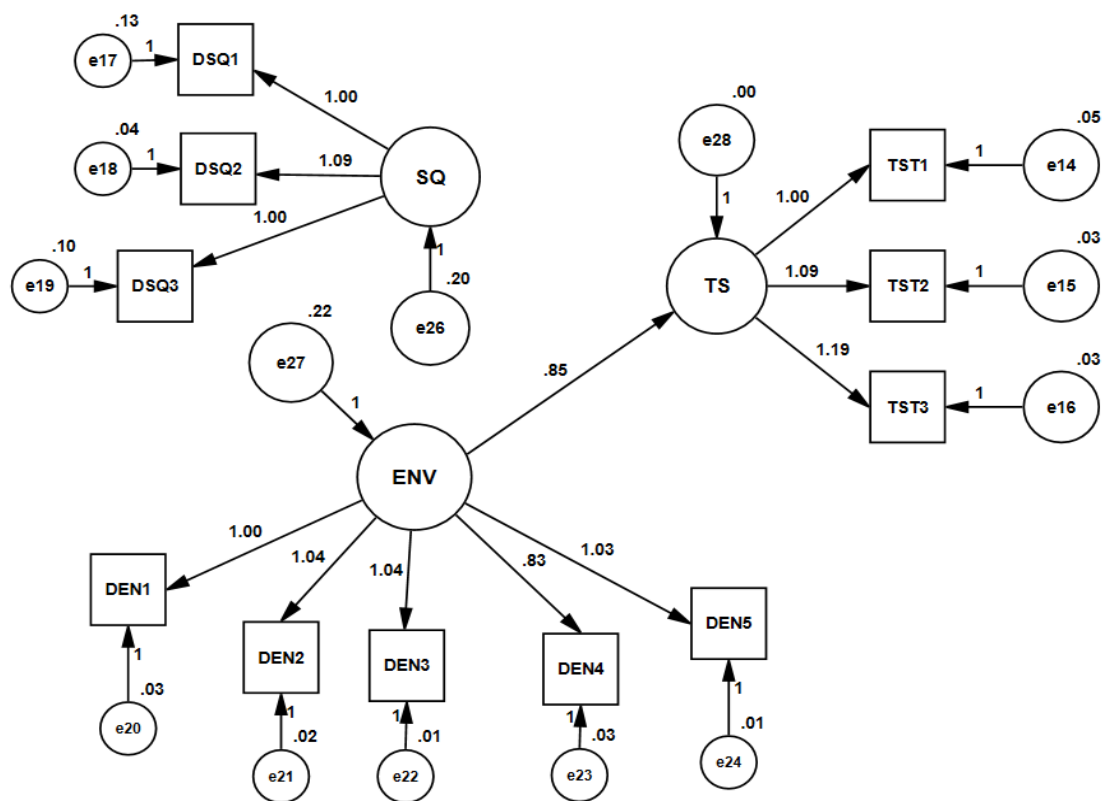 .13
e17
1
DSQ1
1.00
.04
e18
1
DSQ2
1.09
SQ
.10
e19
1
DSQ3
1.00
1
.20
e26
.00
e28
1
TS
1.00
TST1
1
.05
e14
1.09
TST2
1
.03
e15
1.19
TST3
1
.03
e16
.22
e27
1
.85
ENV
1.00
1.04
1.04
.83
1.03
DEN1
DEN2
DEN3
DEN4
DEN5
1
.03
e20
1
.02
e21
1
.01
e22
1
.03
e23
1
.01
e24